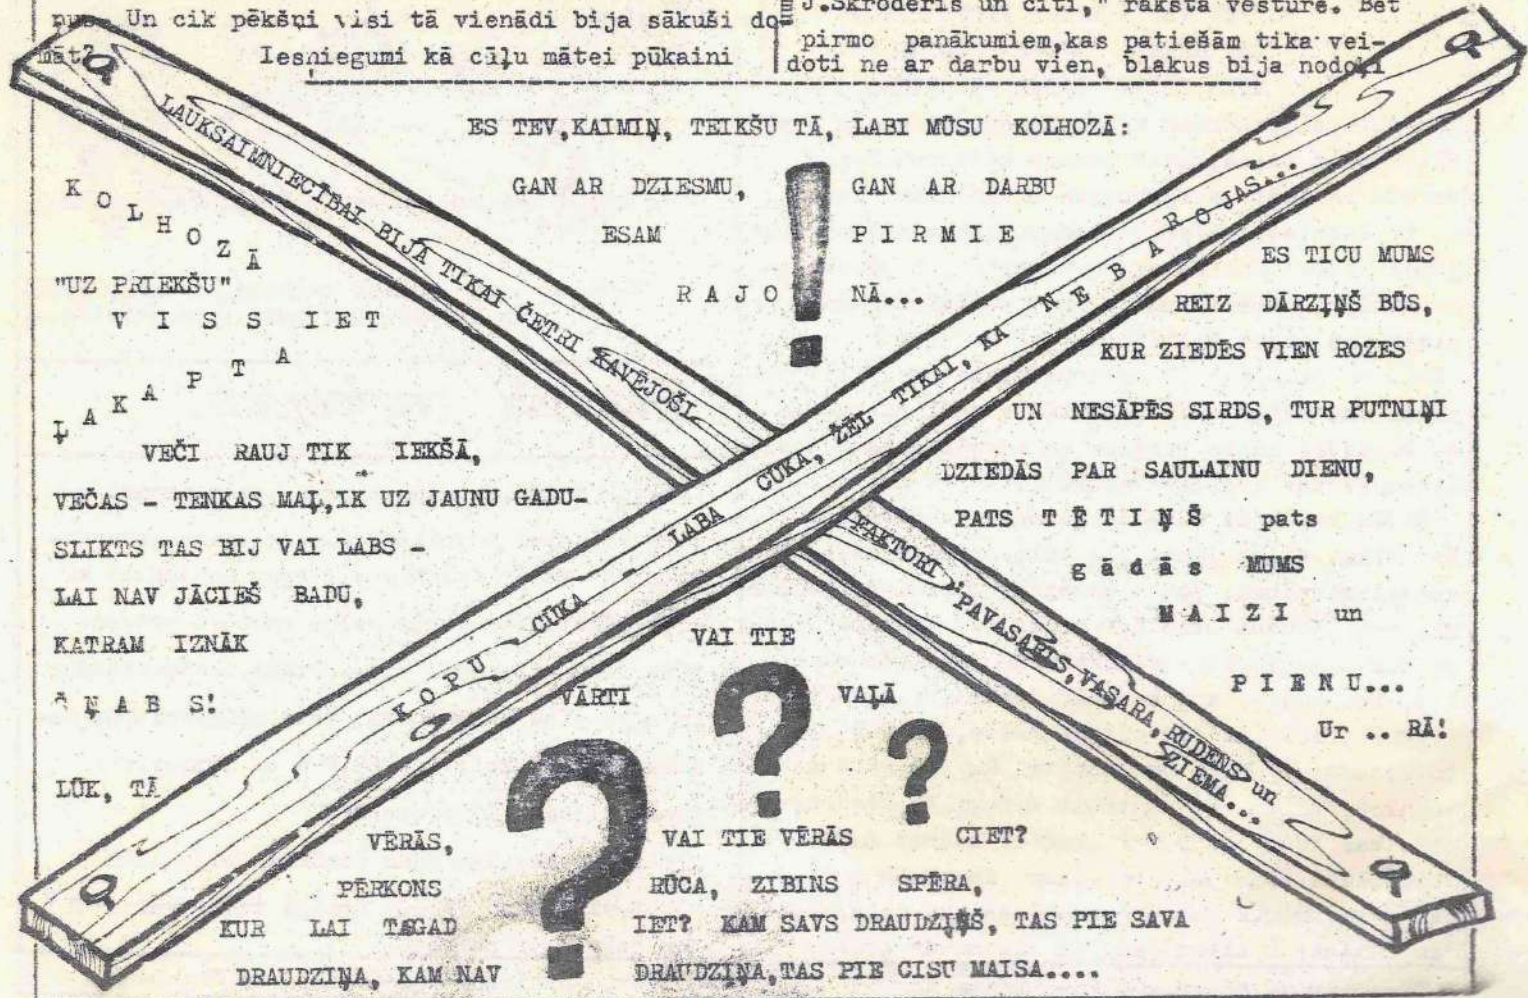 Un cik pēkšņi visi tā vienādi bija sākuši do=
māt?
Iesniegumi kā cūļu mātei pūkaini
J.Skroderis un citi," raksta vēsture. Bet
pirmo panākumiem,kas patiešām tika vei-
doti ne ar darbu vien, blakus bija nodokļi
ES TEV,KAIMIŅ, TEIKŠU TĀ, LABI MŪSU KOLHOZĀ:
GAN AR DZIESMU, ! GAN AR DARBU
ESAM PIRMIE
RAJO NĀ...
LAUKSAIMNIECĪBAI BIJA TIKAI ČETRI KAVĒJOŠI
FAKTORI: PAVASARIS,VASARA,RUDENS un
ZIEMA...
KOPU - CŪKA - LABA CŪKA, ŽĒL TIKAI, KA NEBAROJAS...
KOLHOZĀ
"UZ PRIEKŠU"
VISS IET
ĻAKAPTA
VEČI RAUJ TIK IEKŠĀ,
VEČAS - TENKAS MAĻ,IK UZ JAUNU GADU-
SLIKTS TAS BIJ VAI LABS -
LAI NAV JĀCIEŠ BADU,
KATRAM IZNĀK
ŇABS!
ES TICU MUMS
REIZ DĀRZIŅŠ BŪS,
KUR ZIEDĒS VIEN ROZES
UN NESĀPĒS SIRDS, TUR PUTNIŅI
DZIEDĀS PAR SAULAINU DIENU,
PATS TĒTIŅŠ pats
gādās MUMS
MAIZI un
PIENU...
Ur .. RĀ!
LŪK, TĀ
VAI TIE
VĀRTI ? VAĻĀ
VĒRĀS, ? VAI TIE VĒRĀS ? CIET?
PĒRKONS RŪCA, ZIBINS SPĒRA,
KUR LAI TAGAD IET? KAM SAVS DRAUDZIŅŠ, TAS PIE SAVA
DRAUDZIŅA, KAM NAV DRAUDZIŅA,TAS PIE CISU MAISA....